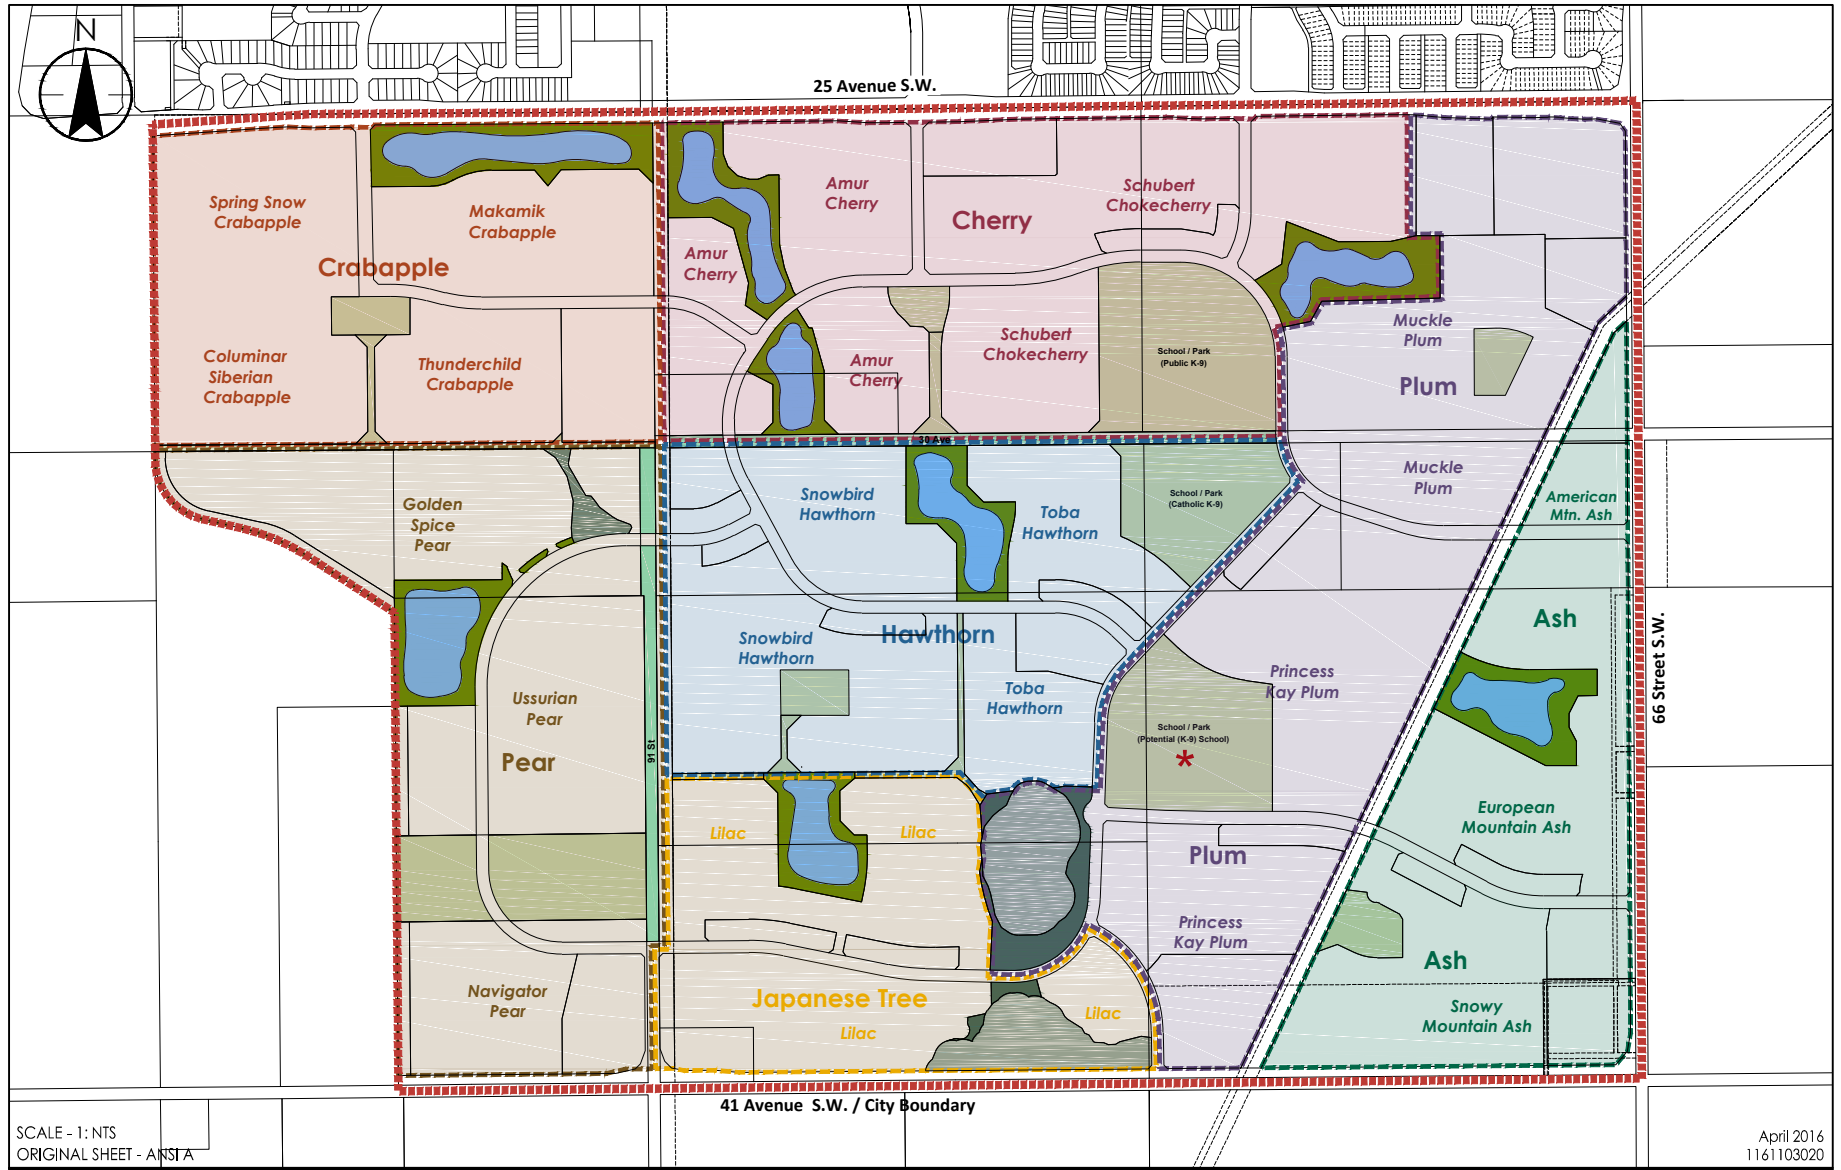 N
25 Avenue S.W.
Spring Snow
Crabapple
Makamik
Crabapple
Crabapple
Columinar
Siberian
Crabapple
Thunderchild
Crabapple
Amur
Cherry
Amur
Cherry
Cherry
Schubert
Chokecherry
Amur
Cherry
Schubert
Chokecherry
School / Park
(Public K-9)
Muckle
Plum
Plum
30 Ave
Muckle
Plum
American
Mtn. Ash
Golden
Spice
Pear
Snowbird
Hawthorn
Toba
Hawthorn
School / Park
(Catholic K-9)
Snowbird
Hawthorn
Hawthorn
Toba
Hawthorn
Princess
Kay Plum
Ash
66 Street S.W.
Ussurian
Pear
Pear
91 St
School / Park
(Potential (K-9) School)
*
European
Mountain Ash
Lilac
Lilac
Plum
Princess
Kay Plum
Ash
Navigator
Pear
Japanese Tree
Lilac
Lilac
Snowy
Mountain Ash
41 Avenue S.W. / City Boundary
SCALE - 1: NTS
ORIGINAL SHEET - ANSI A
April 2016
1161103020